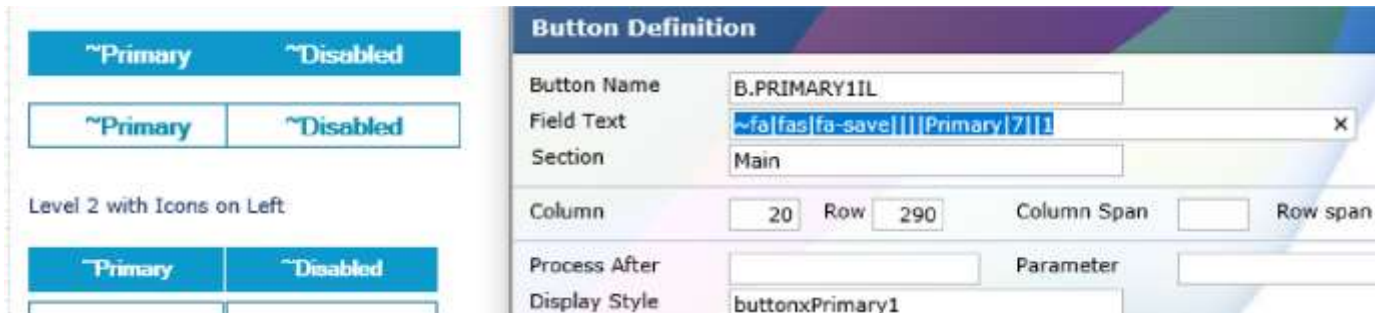 ~Primary ~Disabled
~Primary ~Disabled
Level 2 with Icons on Left
~Primary ~Disabled
Button Definition
Button Name B.PRIMARY1IL
Field Text ~fa|fas|fa-save||||Primary|7||1 ×
Section Main
Column 20 Row 290 Column Span Row span
Process After Parameter
Display Style buttonxPrimary1